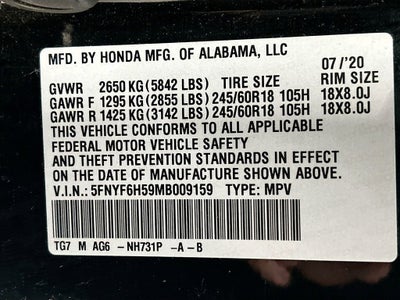 MFD. BY HONDA MFG. OF ALABAMA, LLC 07/'20
GVWR 2650 KG (5842 LBS) TIRE SIZE RIM SIZE
GAWR F 1295 KG (2855 LBS) 245/60R18 105H 18X8.0J
GAWR R 1425 KG (3142 LBS) 245/60R18 105H 18X8.0J
THIS VEHICLE CONFORMS TO ALL APPLICABLE
FEDERAL MOTOR VEHICLE SAFETY
AND THEFT PREVENTION STANDARDS IN EFFECT
ON THE DATE OF MANUFACTURE SHOWN ABOVE.
V.I.N.: 5FNYF6H59MB009159 TYPE: MPV
TG7 M AG6 -NH731P -A-B